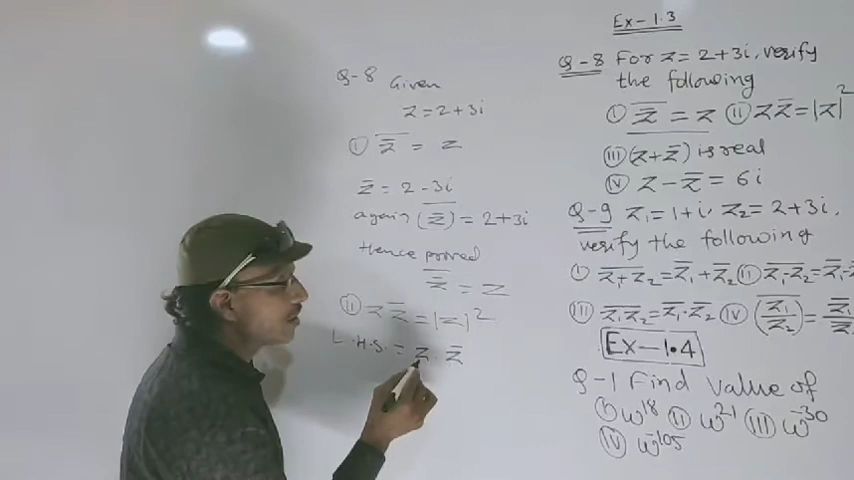 Q-8 Given
z = 2+3i
(i) z̿ = z
z̄ = 2-3i
again (z̄)‾ = 2+3i
Hence proved
z̿ = z
(ii) z z̄ = |z|²
L.H.S. = z . z̄
Ex-1.3
Q-8 For z = 2+3i, verify
the following
(i) z̿ = z (ii) z z̄ = |z|²
(iii) (z+z̄) is real
(iv) z - z̄ = 6i
Q-9 z₁ = 1+i, z₂ = 2+3i,
verify the following
(i) z₁+z₂‾ = z̄₁+z̄₂ (ii) z₁-z₂‾ = z̄₁-z̄
(iii) z₁z₂‾ = z̄₁.z̄₂ (iv) (z₁/z₂)‾ = z̄₁/z̄₂
Ex-1.4
Q-1 Find value of
(i) ω¹⁸ (ii) ω²¹ (iii) ω⁻³⁰
(iv) ω⁻¹⁰⁵